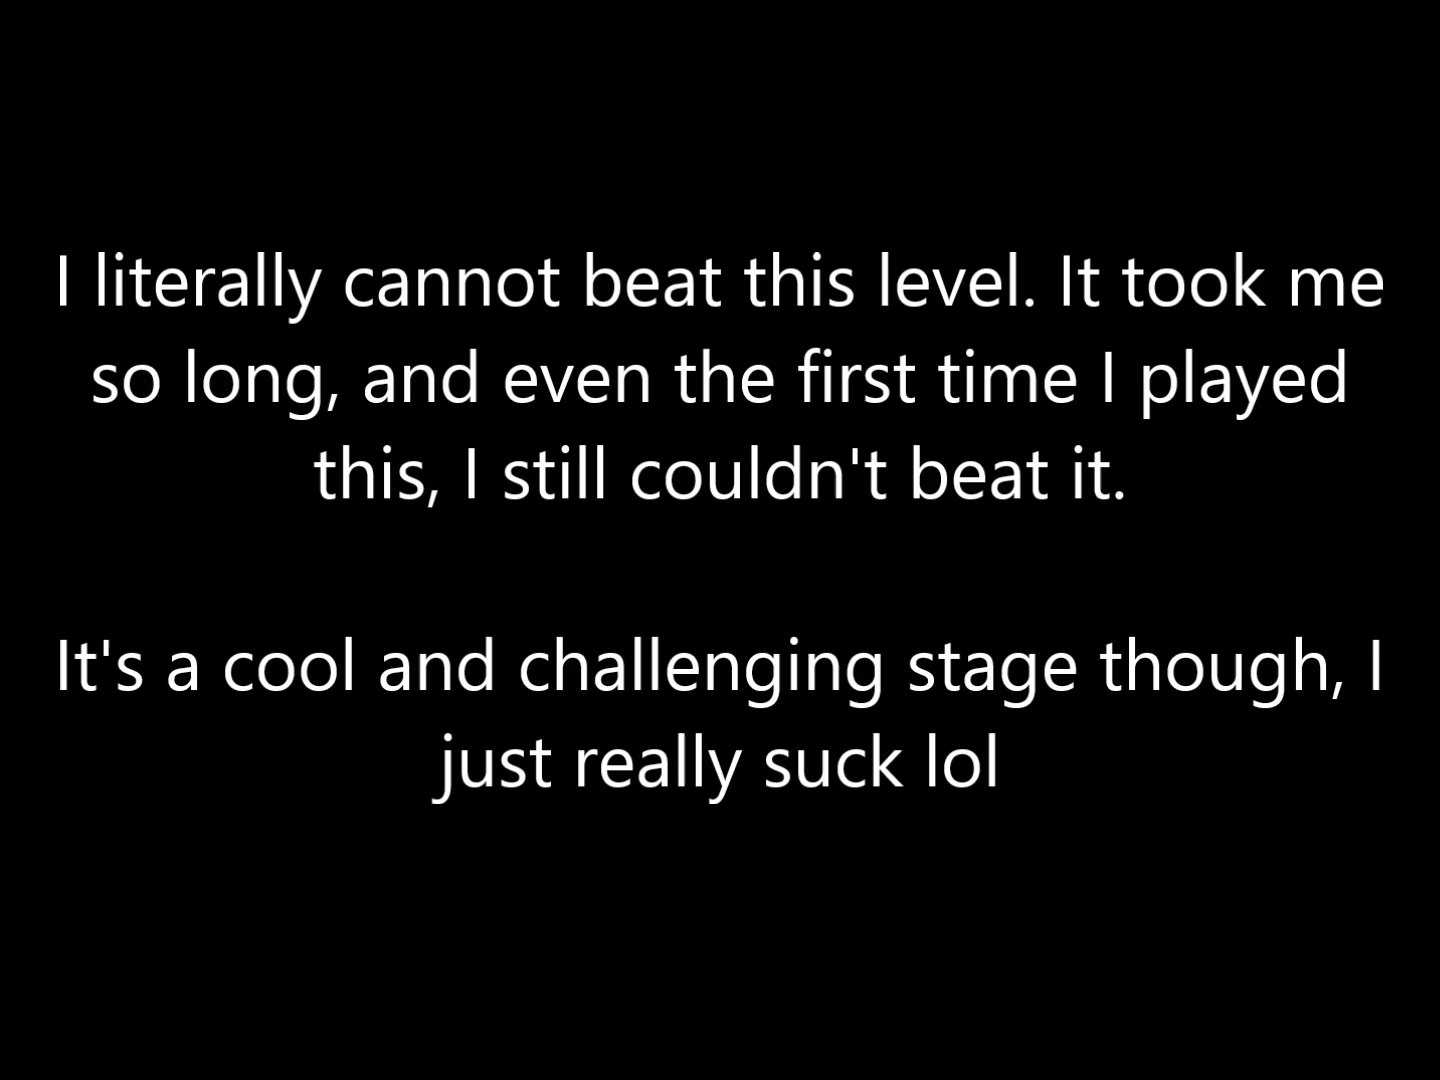 I literally cannot beat this level. It took me
so long, and even the first time I played
this, I still couldn't beat it.
It's a cool and challenging stage though, I
just really suck lol